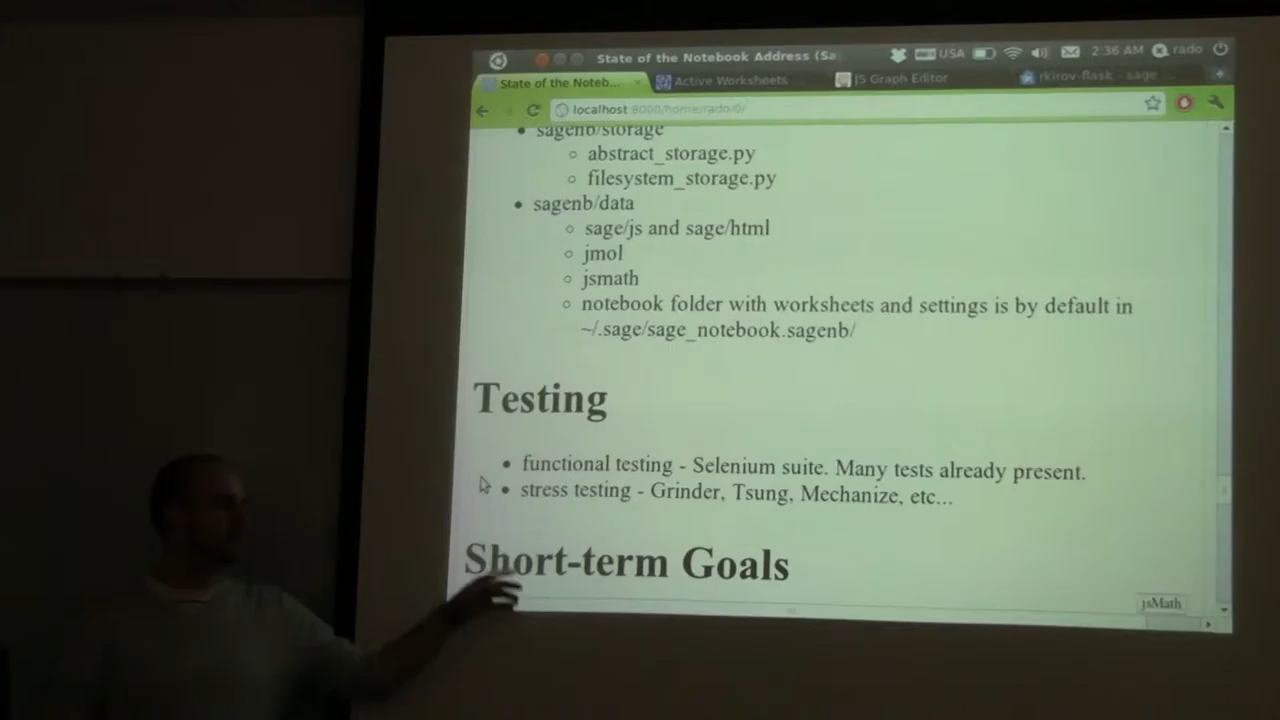 State of the Notebook Address (Sa
USA
2:36 AM
rado
State of the Noteb...
Active Worksheets
JS Graph Editor
rkirov-flask - sage
localhost:8000/home/rado/0/
• sagenb/storage
○ abstract_storage.py
○ filesystem_storage.py
• sagenb/data
○ sage/js and sage/html
○ jmol
○ jsmath
○ notebook folder with worksheets and settings is by default in
~/.sage/sage_notebook.sagenb/
Testing
• functional testing - Selenium suite. Many tests already present.
• stress testing - Grinder, Tsung, Mechanize, etc...
Short-term Goals
jsMath